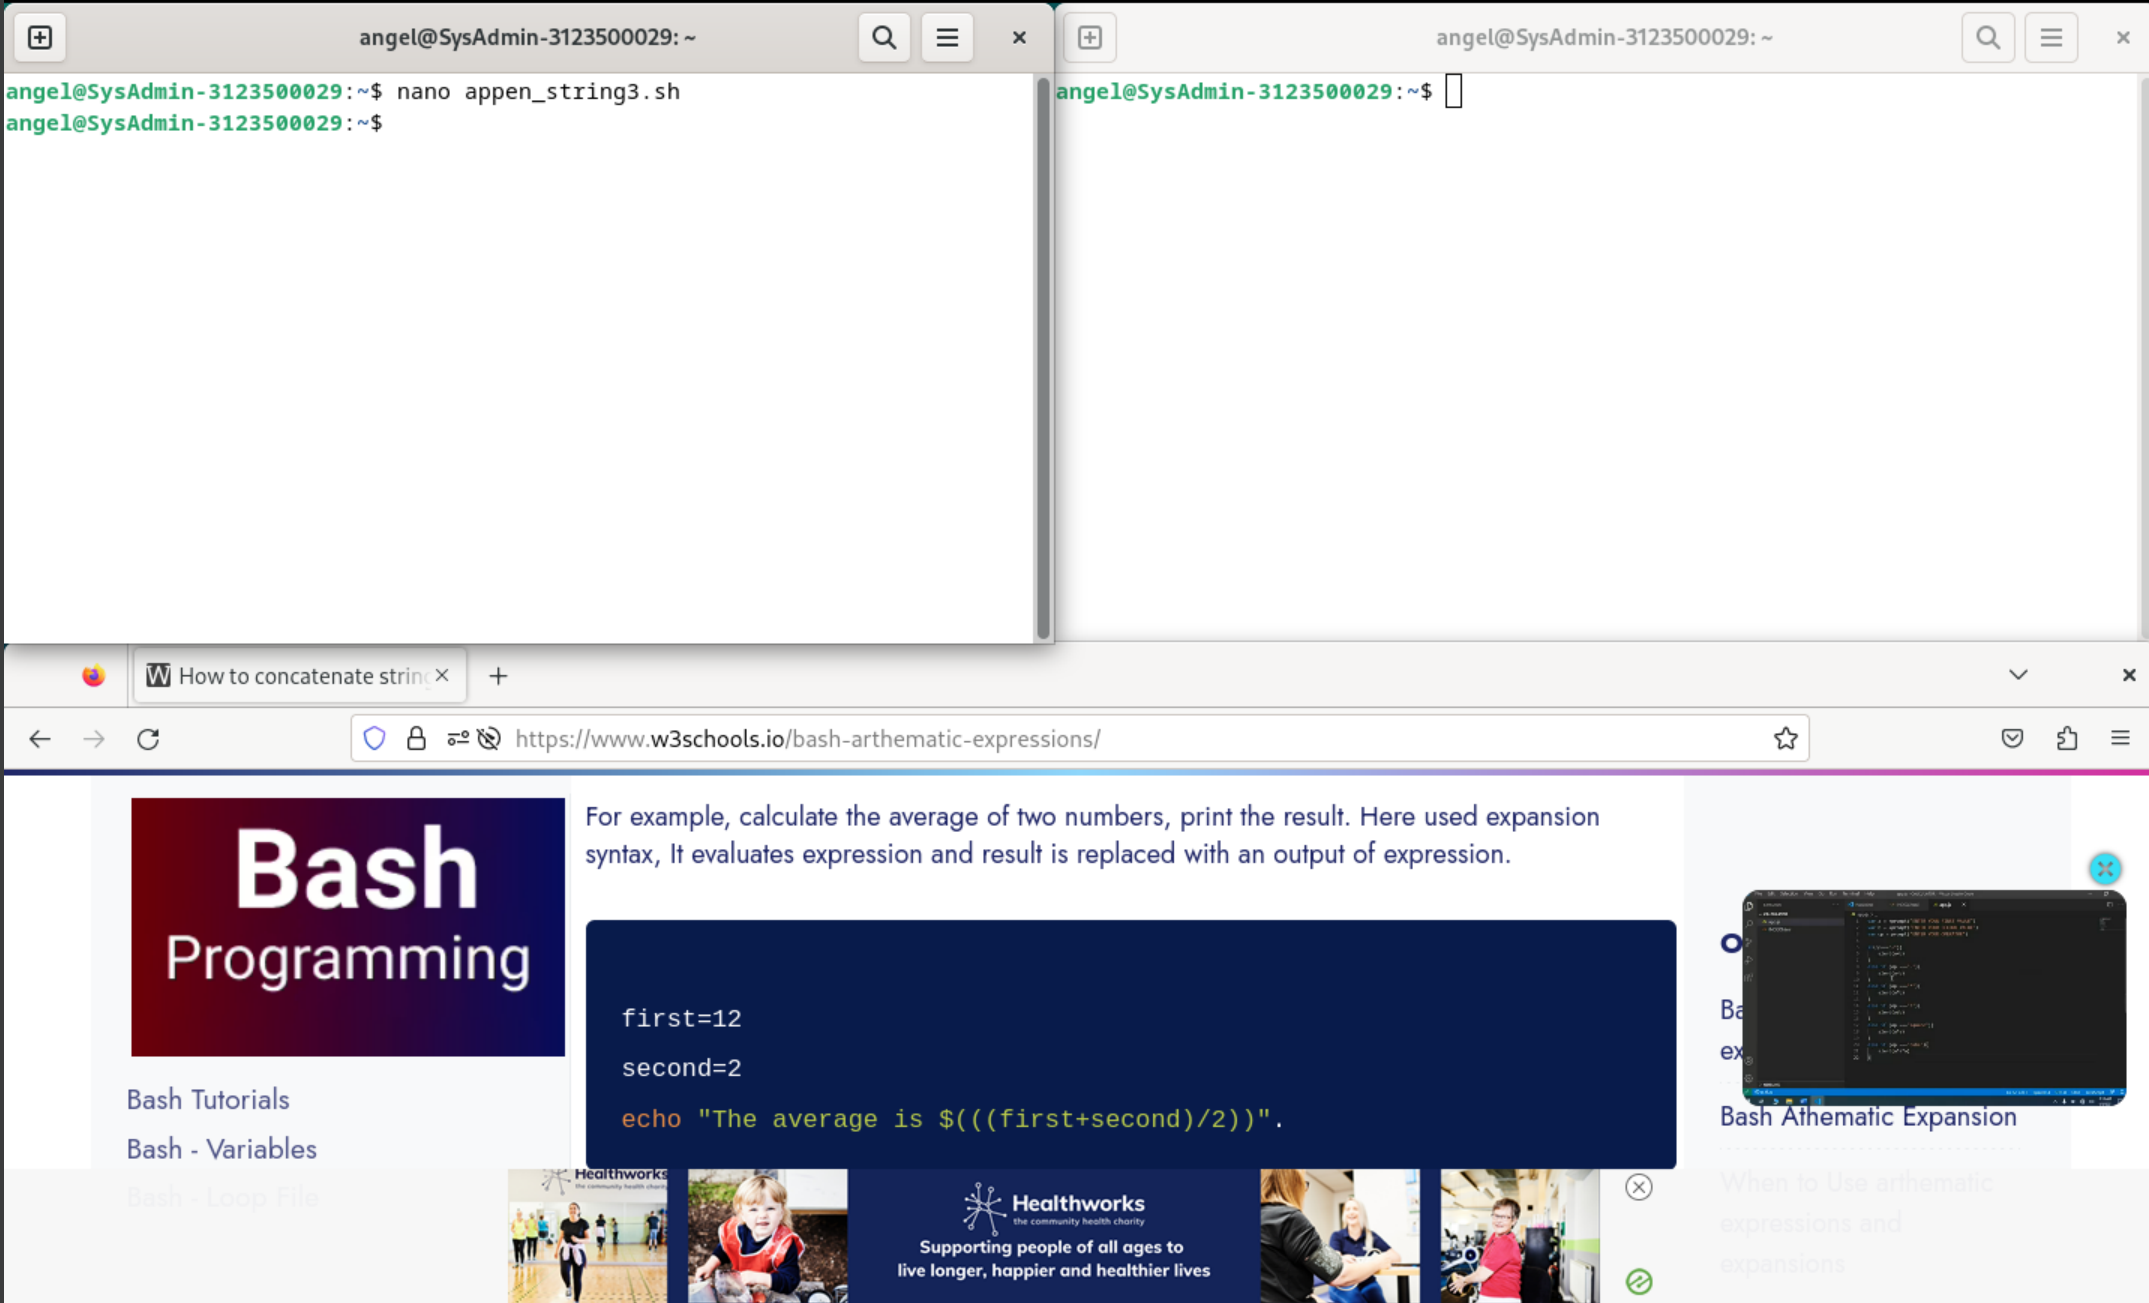 angel@SysAdmin-3123500029: ~
angel@SysAdmin-3123500029:~$ nano appen_string3.sh
angel@SysAdmin-3123500029:~$
angel@SysAdmin-3123500029: ~
angel@SysAdmin-3123500029:~$
How to concatenate string
https://www.w3schools.io/bash-arthematic-expressions/
Bash
Programming
Bash Tutorials
Bash - Variables
Bash - Loop File
For example, calculate the average of two numbers, print the result. Here used expansion
syntax, It evaluates expression and result is replaced with an output of expression.
first=12
second=2
echo "The average is $(((first+second)/2))".
Ba
ex
Bash Athematic Expansion
When to Use arthematic
expressions and
expansions
Healthworks
the community health charity
Healthworks
the community health charity
Supporting people of all ages to
live longer, happier and healthier lives